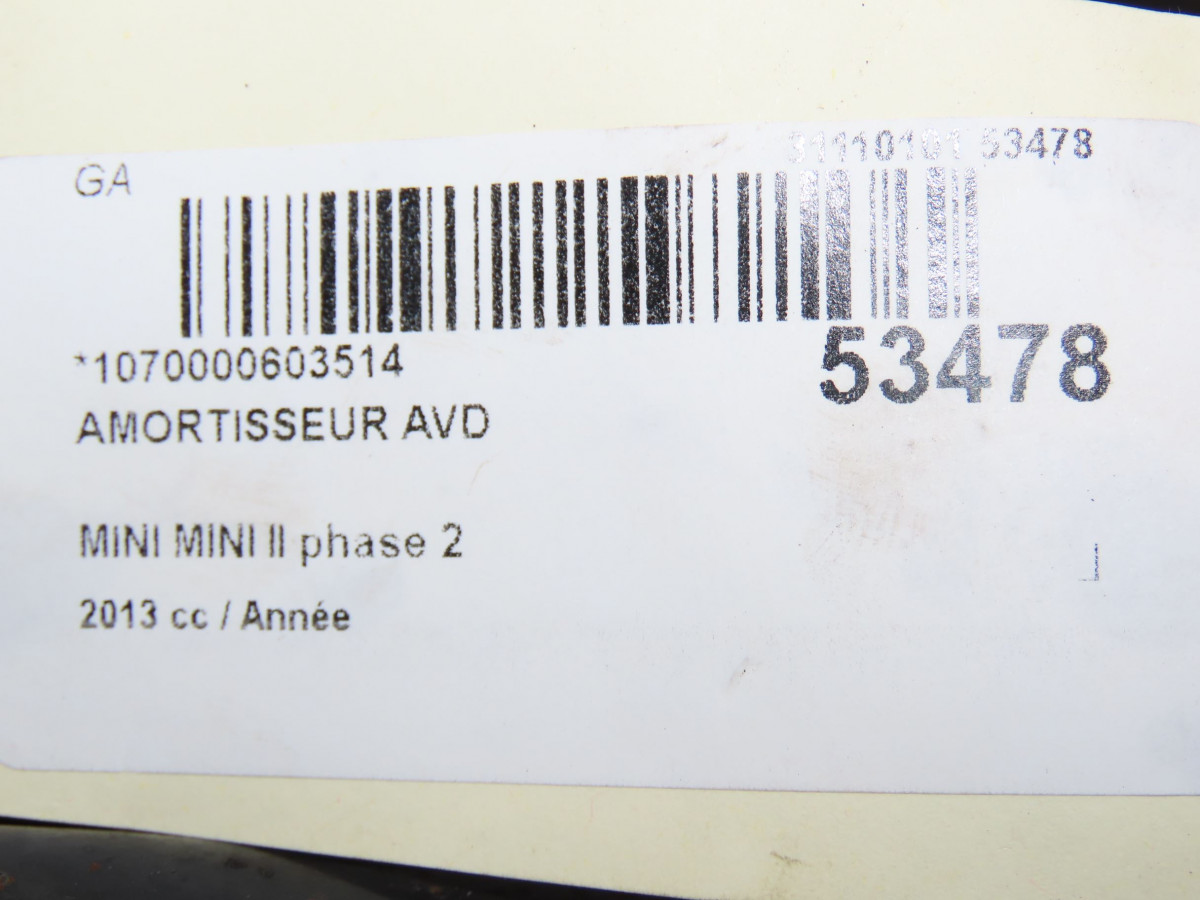 GA
31110101 53478
*1070000603514
53478
AMORTISSEUR AVD
MINI MINI II phase 2
2013 cc / Année